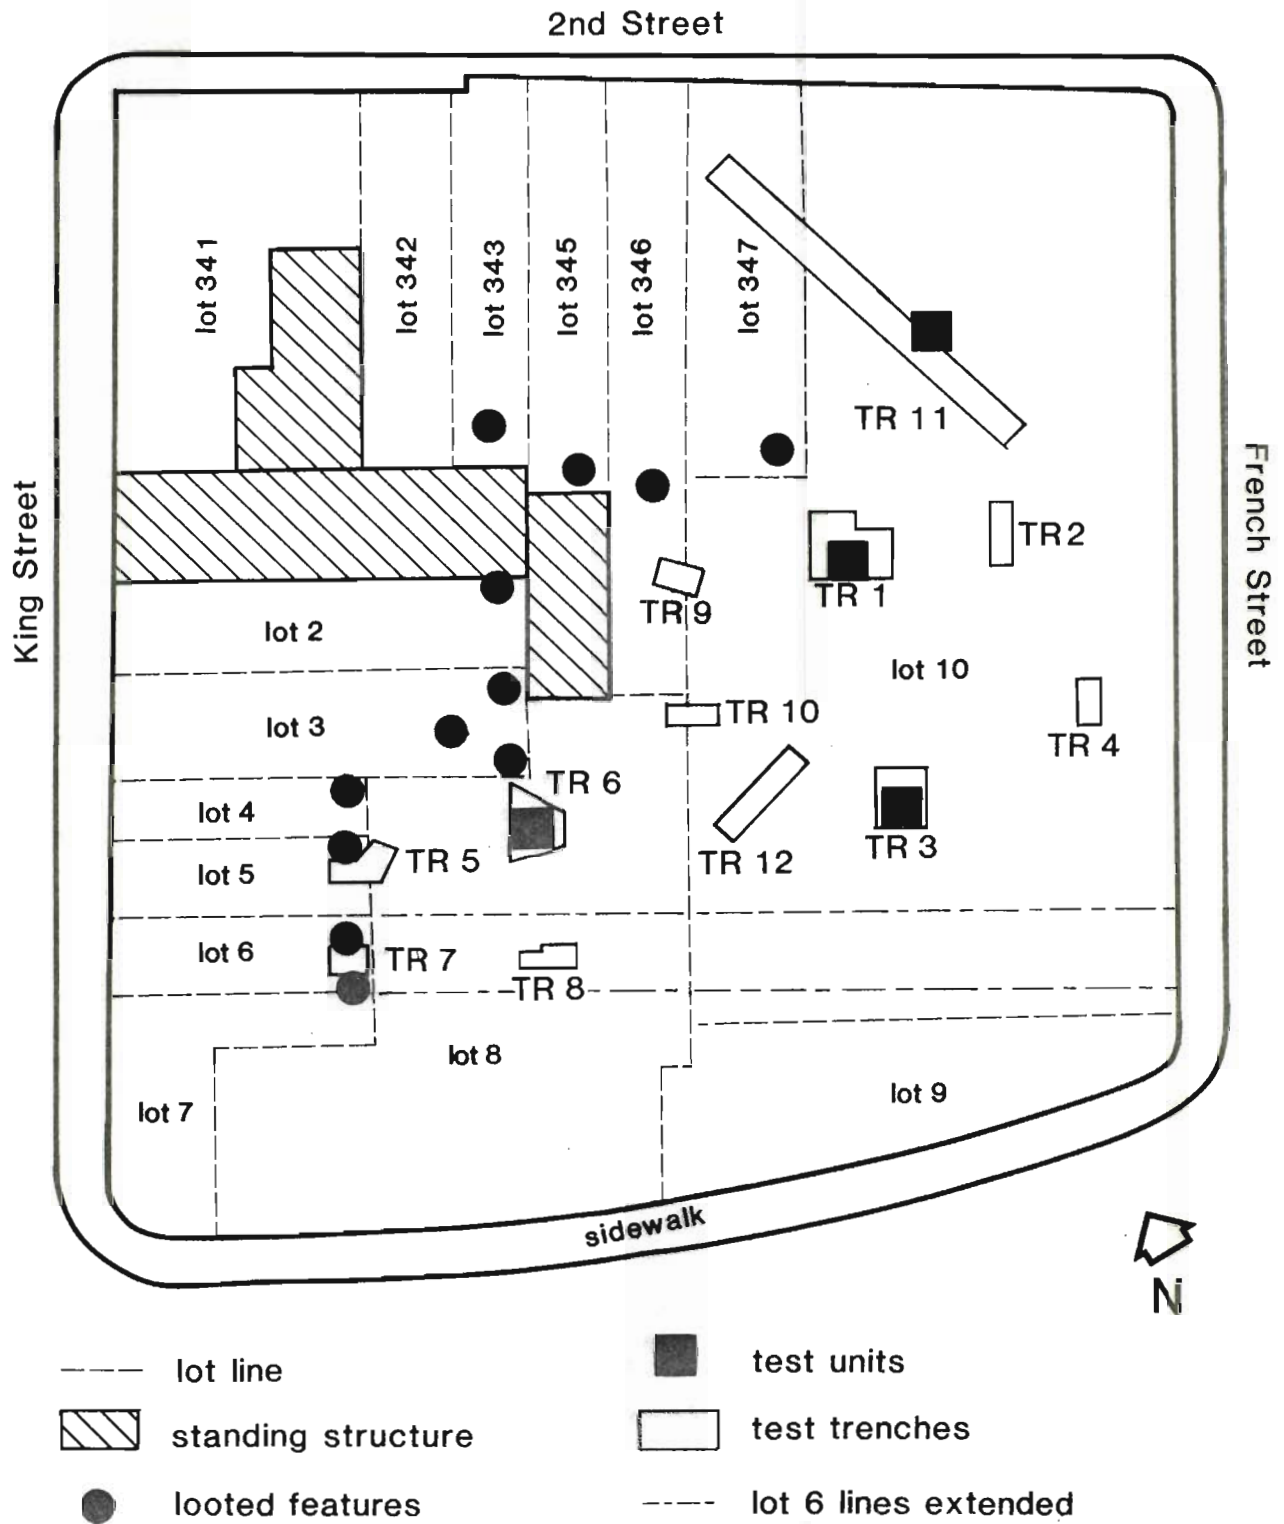 2nd Street
lot 341
lot 342
lot 343
lot 345
lot 346
lot 347
TR 11
King Street
French Street
TR2
TR 1
TR 9
lot 2
lot 10
lot 3
TR 10
TR 4
TR 6
lot 4
TR 3
TR 5
TR 12
lot 5
lot 6
TR 7
TR 8
lot 8
lot 9
lot 7
sidewalk
N
lot line
test units
standing structure
test trenches
looted features
lot 6 lines extended